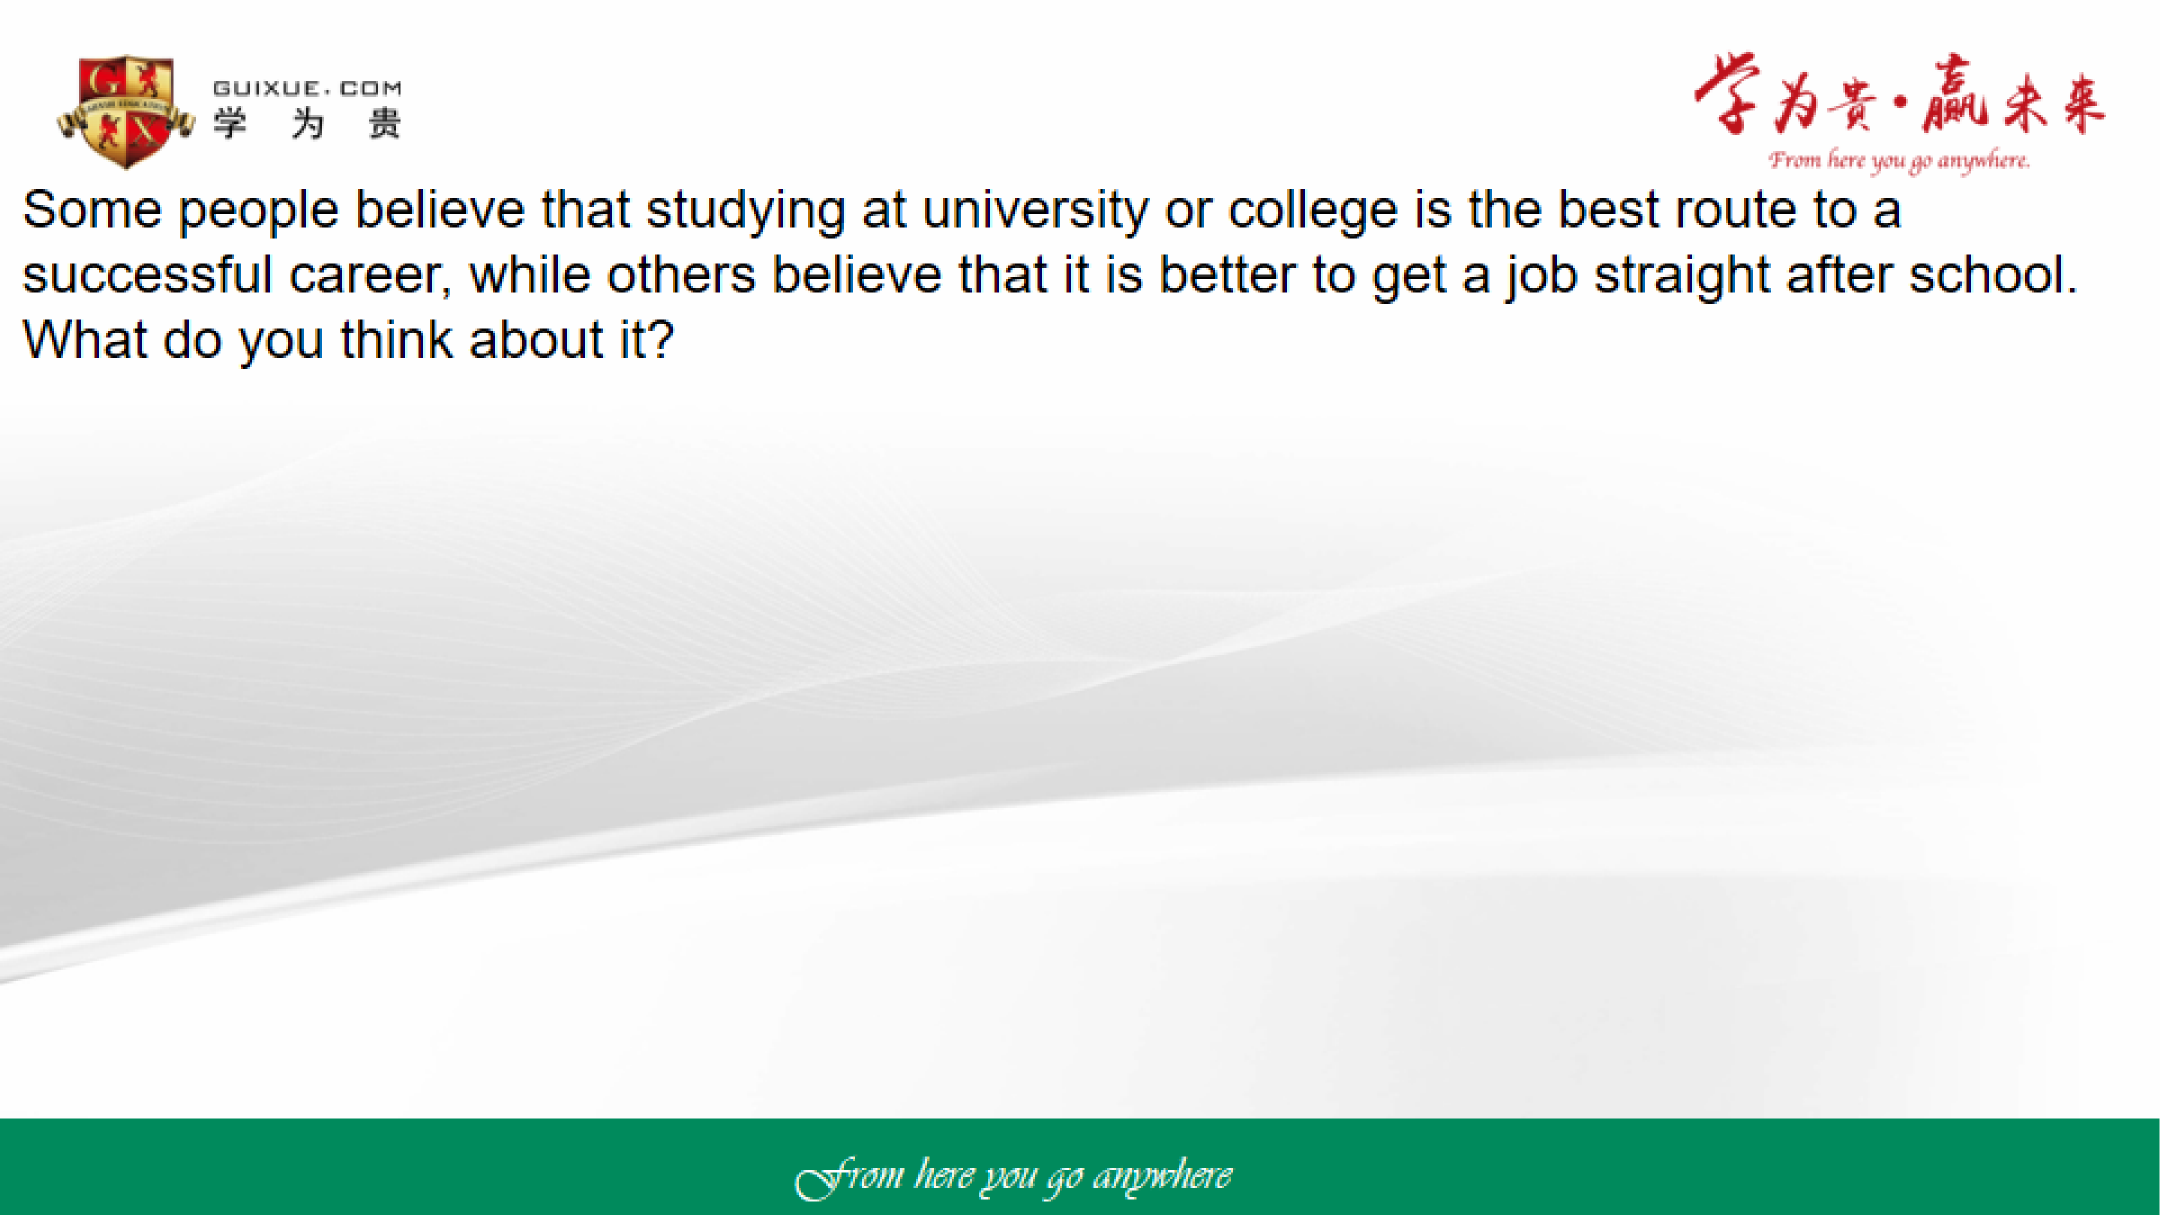 GUIXUE.COM
学为贵
学为贵·赢未来
From here you go anywhere.
Some people believe that studying at university or college is the best route to a
successful career, while others believe that it is better to get a job straight after school.
What do you think about it?
From here you go anywhere